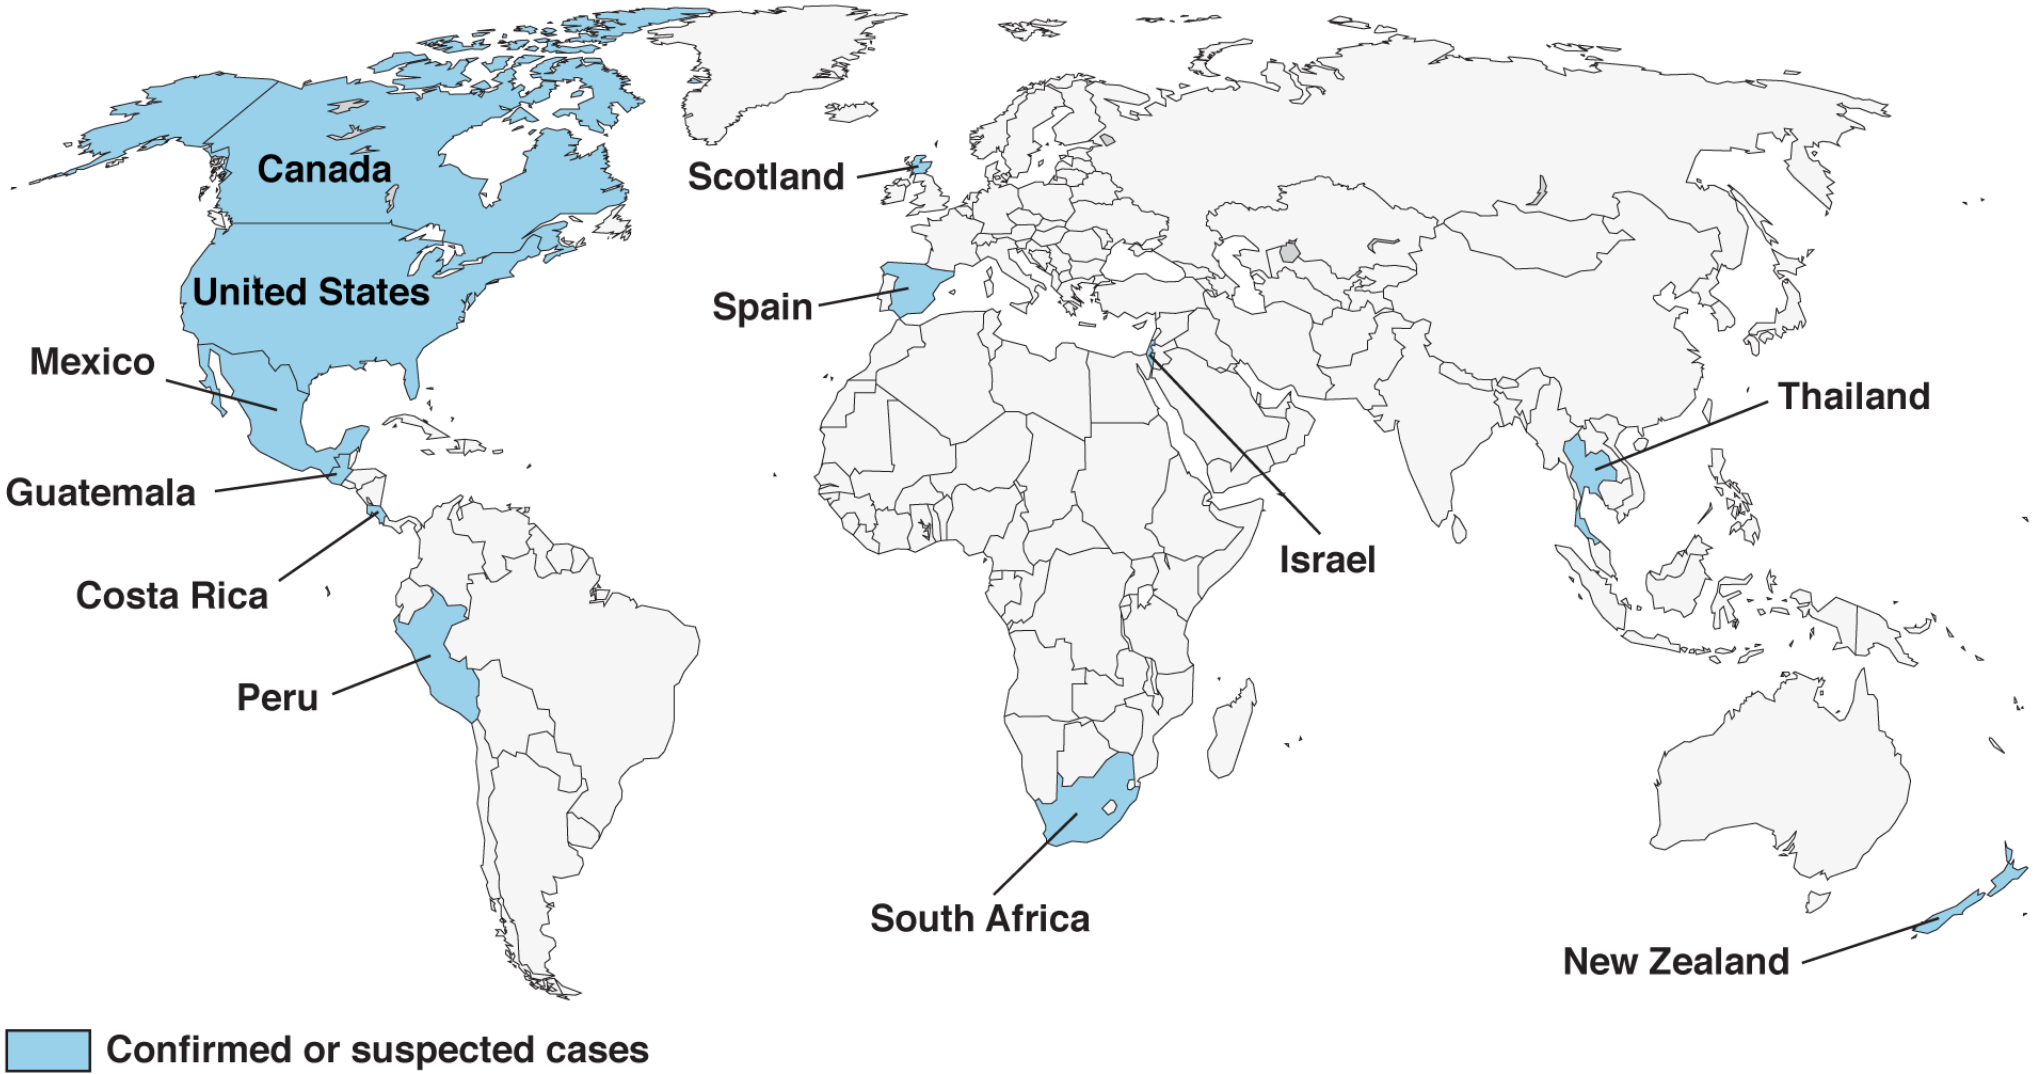 Canada
Scotland
United States
Spain
Mexico
Thailand
Guatemala
Israel
Costa Rica
Peru
South Africa
New Zealand
Confirmed or suspected cases